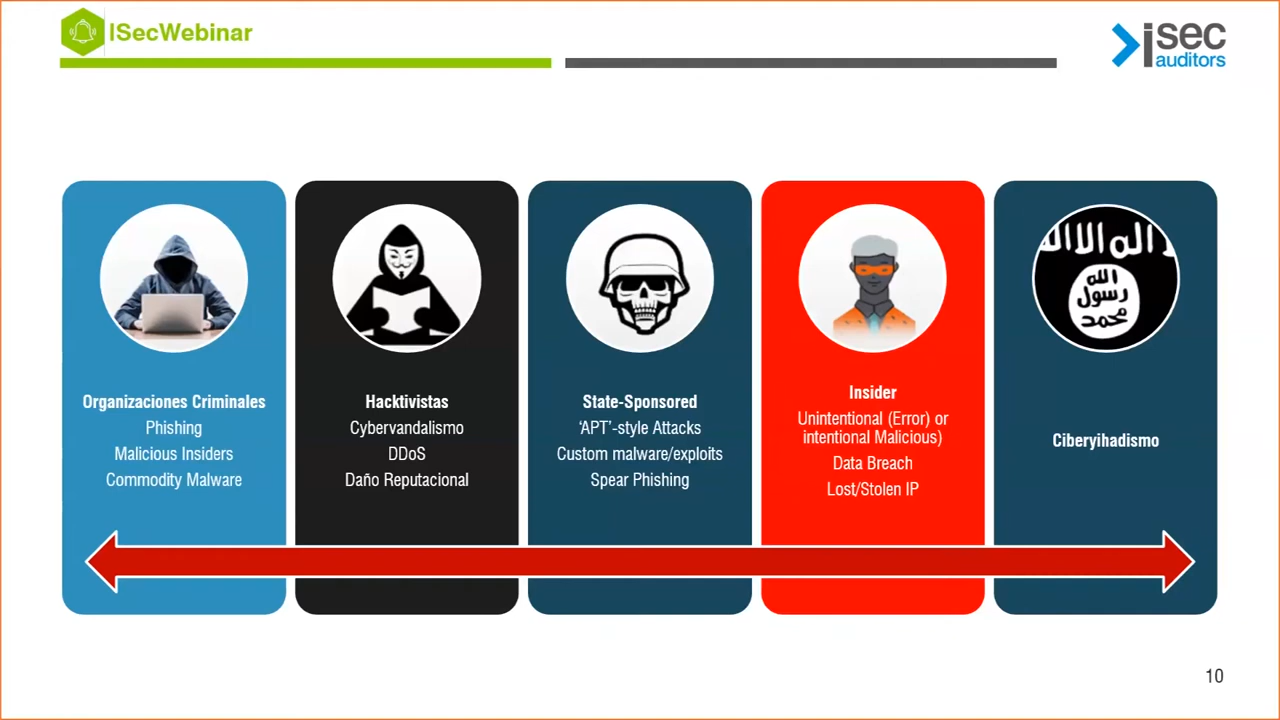 ISecWebinar
isec
auditors
Organizaciones Criminales
Phishing
Malicious Insiders
Commodity Malware
Hacktivistas
Cybervandalismo
DDoS
Daño Reputacional
State-Sponsored
‘APT’-style Attacks
Custom malware/exploits
Spear Phishing
Insider
Unintentional (Error) or
intentional Malicious)
Data Breach
Lost/Stolen IP
الله
رسول
محمد
Ciberyihadismo
10